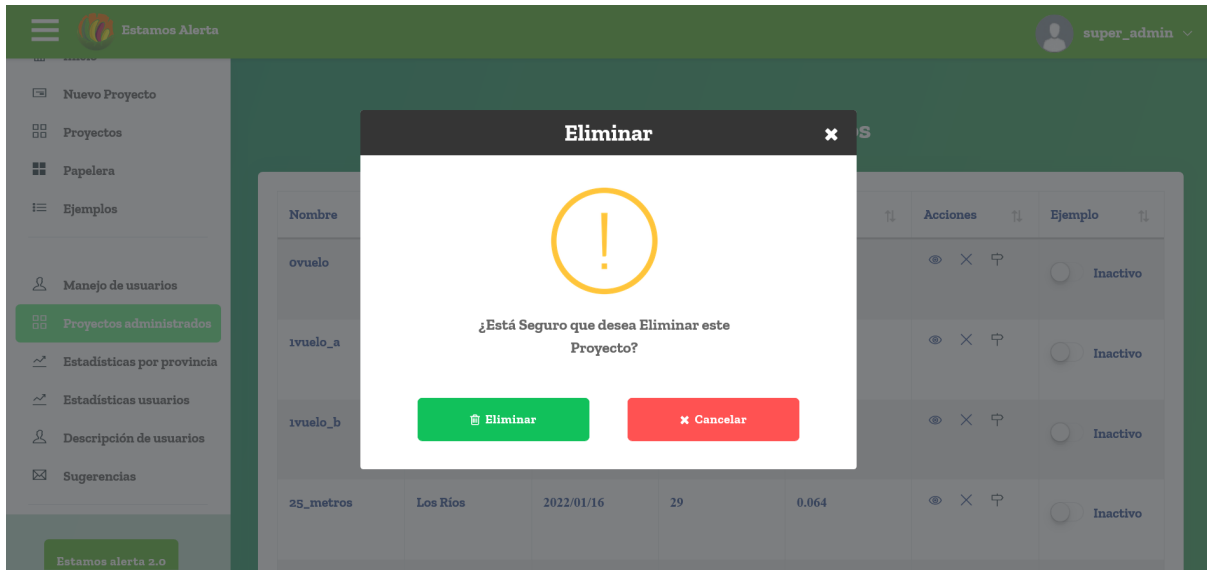 Estamos Alerta
super_admin
Inicio
Nuevo Proyecto
Proyectos
Papelera
Ejemplos
Manejo de usuarios
Proyectos administrados
Estadísticas por provincia
Estadísticas usuarios
Descripción de usuarios
Sugerencias
Estamos alerta 2.0
Eliminar
¿Está Seguro que desea Eliminar este
Proyecto?
Eliminar
Cancelar
Nombre
Acciones
Ejemplo
0vuelo
Inactivo
1vuelo_a
Inactivo
1vuelo_b
Inactivo
25_metros Los Ríos 2022/01/16 29 0.064 Inactivo